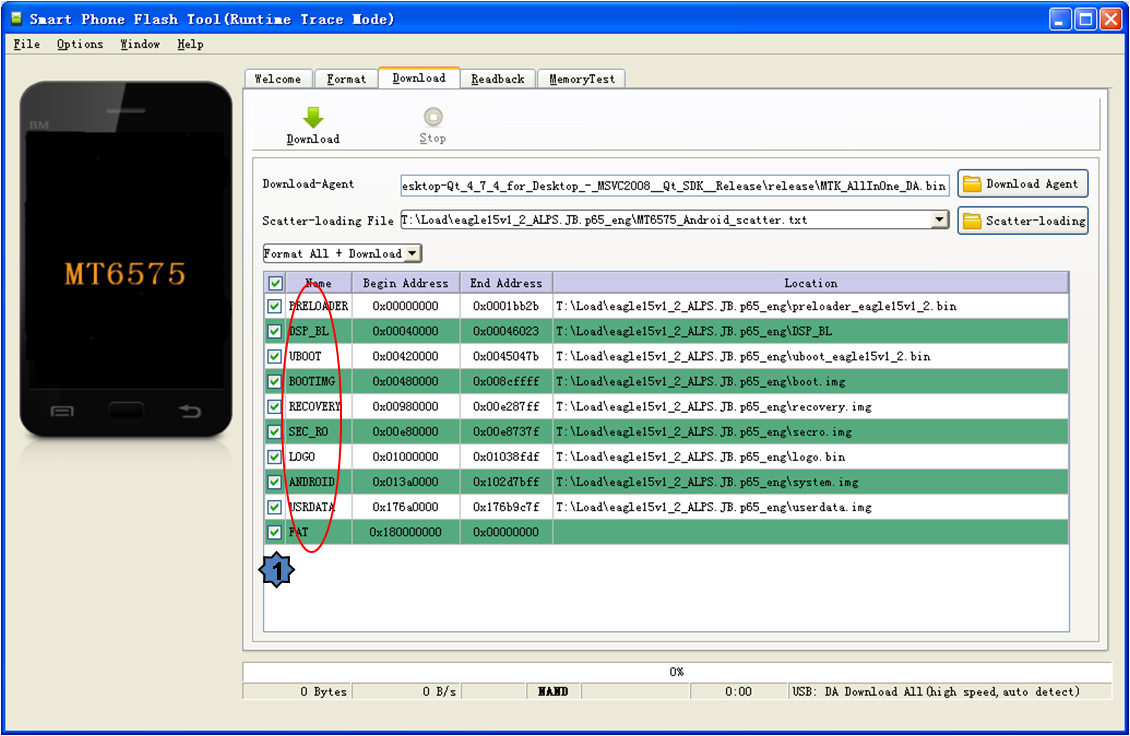 Smart Phone Flash Tool(Runtime Trace Mode)
File Options Window Help
Welcome Format Download Readback MemoryTest
BM
MT6575
Download Stop
Download-Agent esktop-Qt_4_7_4_for_Desktop_-_MSVC2008__Qt_SDK__Release\release\MTK_AllInOne_DA.bin Download Agent
Scatter-loading File T:\Load\eagle15v1_2_ALPS.JB.p65_eng\MT6575_Android_scatter.txt Scatter-loading
Format All + Download
Name Begin Address End Address Location
PRELOADER 0x00000000 0x0001bb2b T:\Load\eagle15v1_2_ALPS.JB.p65_eng\preloader_eagle15v1_2.bin
DSP_BL 0x00040000 0x00046023 T:\Load\eagle15v1_2_ALPS.JB.p65_eng\DSP_BL
UBOOT 0x00420000 0x0045047b T:\Load\eagle15v1_2_ALPS.JB.p65_eng\uboot_eagle15v1_2.bin
BOOTIMG 0x00480000 0x008cffff T:\Load\eagle15v1_2_ALPS.JB.p65_eng\boot.img
RECOVERY 0x00980000 0x00e287ff T:\Load\eagle15v1_2_ALPS.JB.p65_eng\recovery.img
SEC_RO 0x00e80000 0x00e8737f T:\Load\eagle15v1_2_ALPS.JB.p65_eng\secro.img
LOGO 0x01000000 0x01038fdf T:\Load\eagle15v1_2_ALPS.JB.p65_eng\logo.bin
ANDROID 0x013a0000 0x102d7bff T:\Load\eagle15v1_2_ALPS.JB.p65_eng\system.img
USRDATA 0x176a0000 0x176b9c7f T:\Load\eagle15v1_2_ALPS.JB.p65_eng\userdata.img
FAT 0x180000000 0x00000000
1
0%
0 Bytes 0 B/s NAND 0:00 USB: DA Download All(high speed,auto detect)